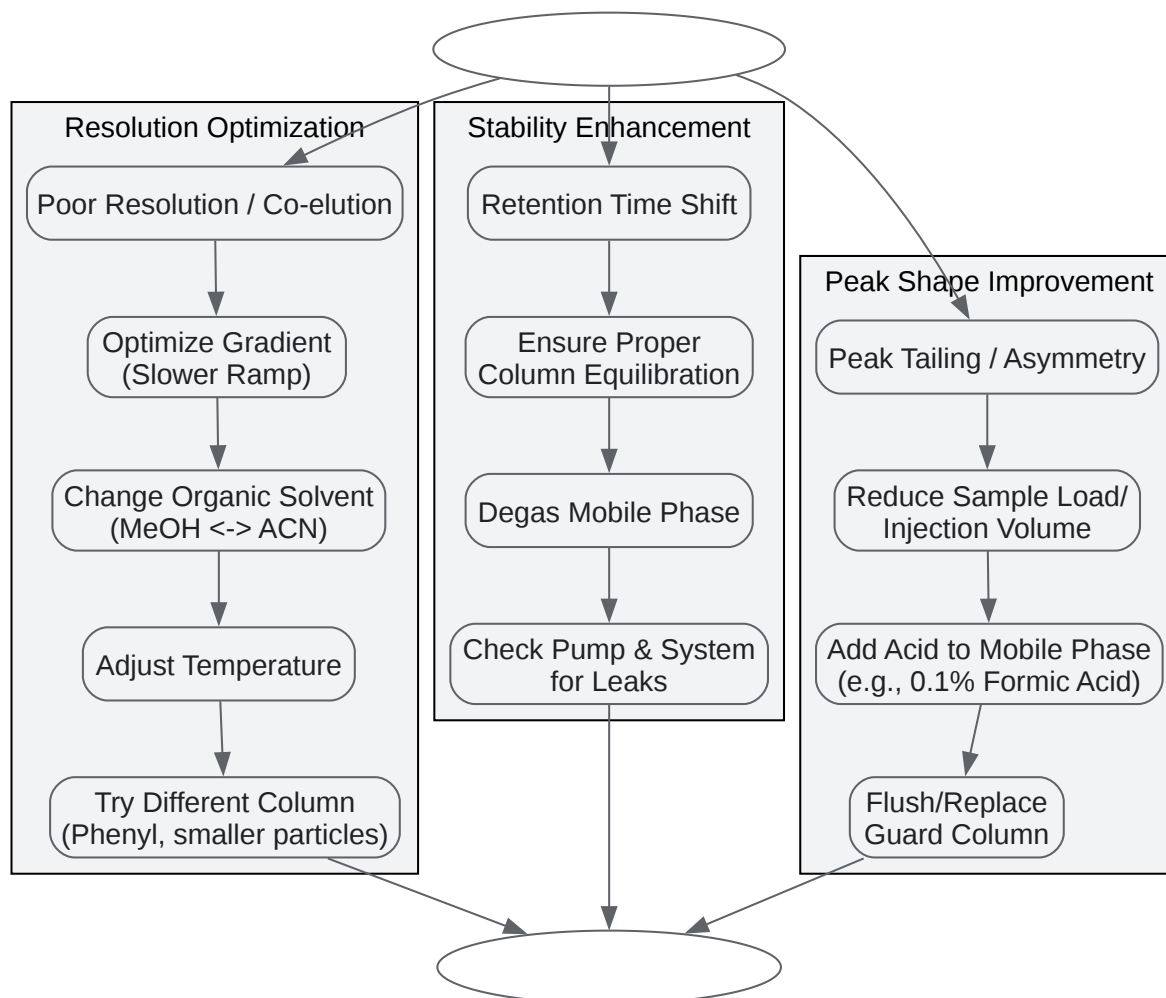 Resolution Optimization
Poor Resolution / Co-elution
Optimize Gradient
(Slower Ramp)
Change Organic Solvent
(MeOH <-> ACN)
Adjust Temperature
Try Different Column
(Phenyl, smaller particles)
Stability Enhancement
Retention Time Shift
Ensure Proper
Column Equilibration
Degas Mobile Phase
Check Pump & System
for Leaks
Peak Shape Improvement
Peak Tailing / Asymmetry
Reduce Sample Load/
Injection Volume
Add Acid to Mobile Phase
(e.g., 0.1% Formic Acid)
Flush/Replace
Guard Column